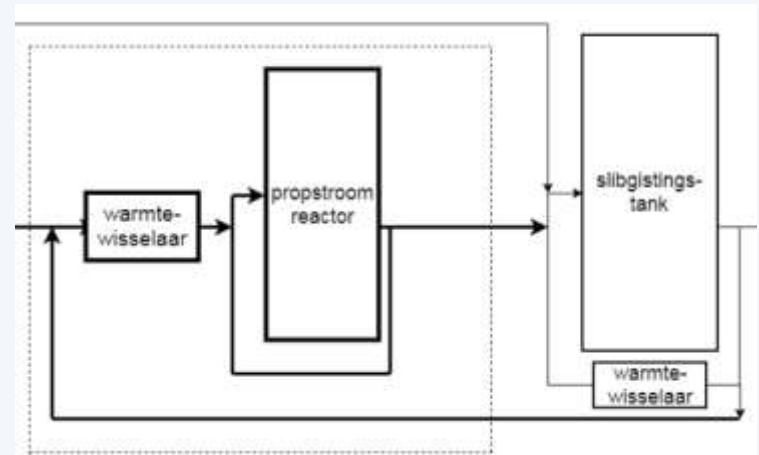 warmte-
wisselaar
propstroom
reactor
slibgistings-
tank
warmte-
wisselaar